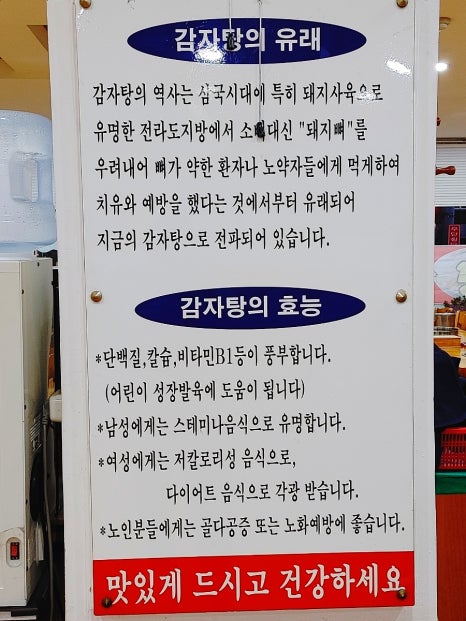 감자탕의 유래
감자탕의 역사는 삼국시대에 특히 돼지사육으로
유명한 전라도지방에서 소뼈대신 "돼지뼈"를
우려내어 뼈가 약한 환자나 노약자들에게 먹게하여
치유와 예방을 했다는 것에서부터 유래되어
지금의 감자탕으로 전파되어 있습니다.
감자탕의 효능
*단백질,칼슘,비타민B1등이 풍부합니다.
(어린이 성장발육에 도움이 됩니다)
*남성에게는 스테미나음식으로 유명합니다.
*여성에게는 저칼로리성 음식으로,
다이어트 음식으로 각광 받습니다.
*노인분들에게는 골다공증 또는 노화예방에 좋습니다.
맛있게 드시고 건강하세요